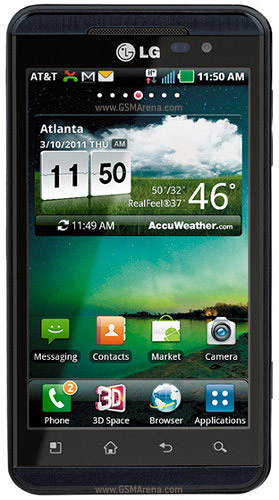 LG
AT&T H 11:50 AM
www.GSMArena.com
Atlanta
3/10/2011 THU AM
11 50
50°/32° 46°
RealFeel®37°
11:49 AM AccuWeather.com
Messaging Contacts Market Camera
2
3D
Phone 3D Space Browser Applications
www.GSMArena.com